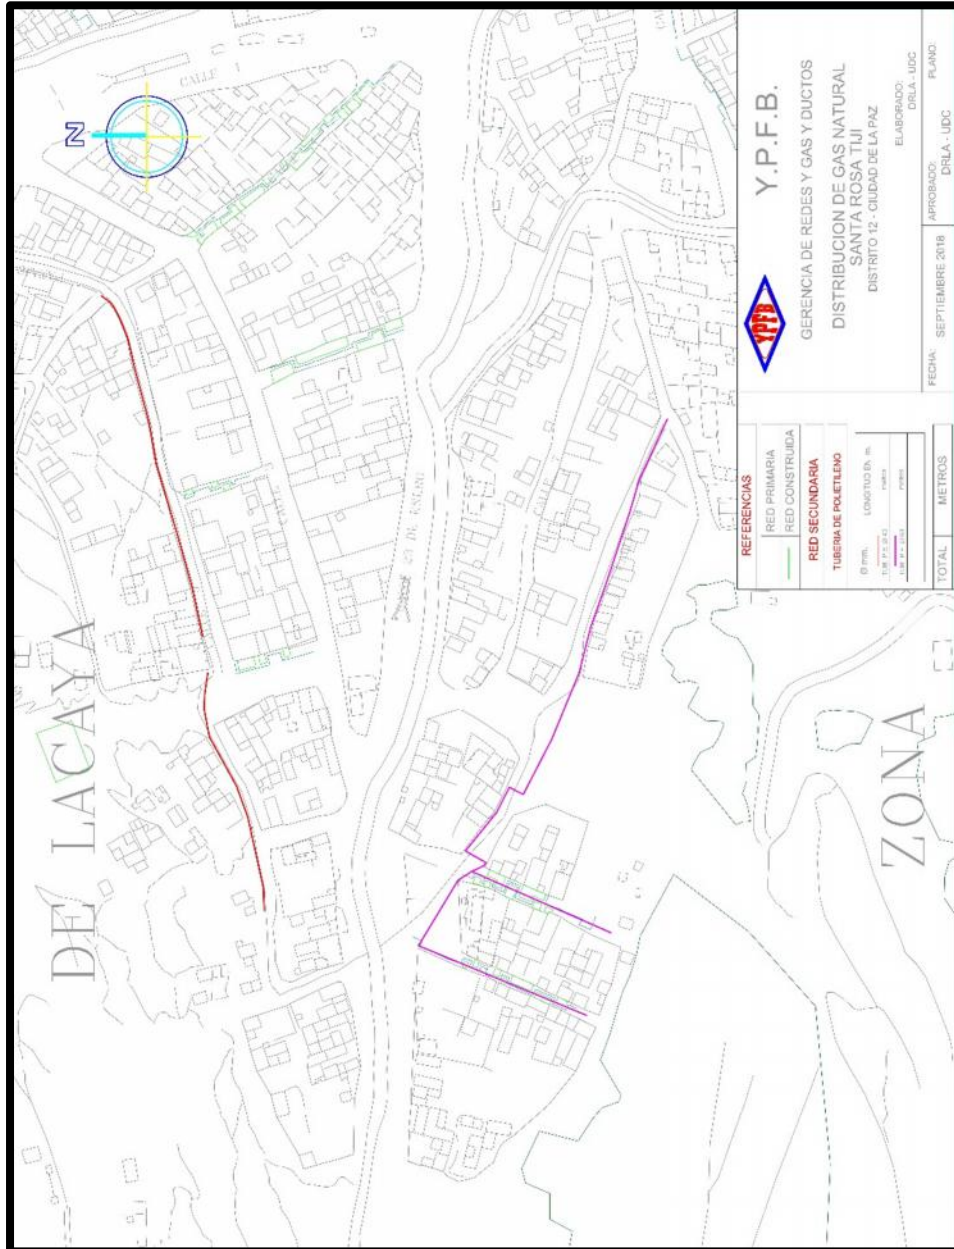 N
CALLE 1
DE LACAYA
ZONA
Y.P.F.B.
YPFB
GERENCIA DE REDES Y GAS Y DUCTOS
DISTRIBUCION DE GAS NATURAL
SANTA ROSA TIJI
DISTRITO 12 - CIUDAD DE LA PAZ
ELABORADO:
DRLA - UDC
FECHA:
SEPTIEMBRE 2018
APROBADO:
DRLA - UDC
PLANO:
REFERENCIAS
RED PRIMARIA
RED CONSTRUIDA
RED SECUNDARIA
TUBERIA DE POLIETILENO
Ø mm.
LONGITUD EN. m.
TOTAL
METROS